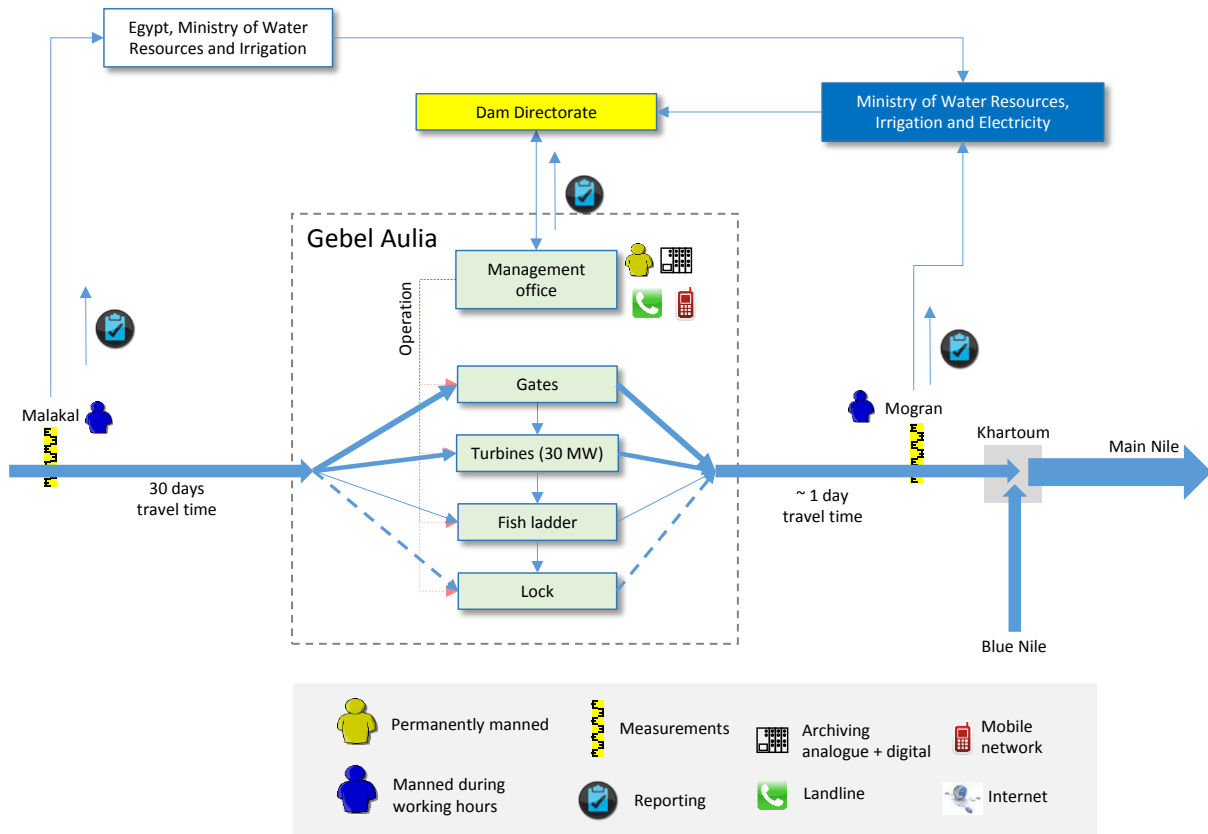 Egypt, Ministry of Water
Resources and Irrigation
Dam Directorate
Ministry of Water Resources,
Irrigation and Electricity
Gebel Aulia
Management
office
Operation
Gates
Turbines (30 MW)
Fish ladder
Lock
Malakal
30 days
travel time
Mogran
~ 1 day
travel time
Khartoum
Main Nile
Blue Nile
Permanently manned
Measurements
Archiving
analogue + digital
Mobile
network
Manned during
working hours
Reporting
Landline
Internet